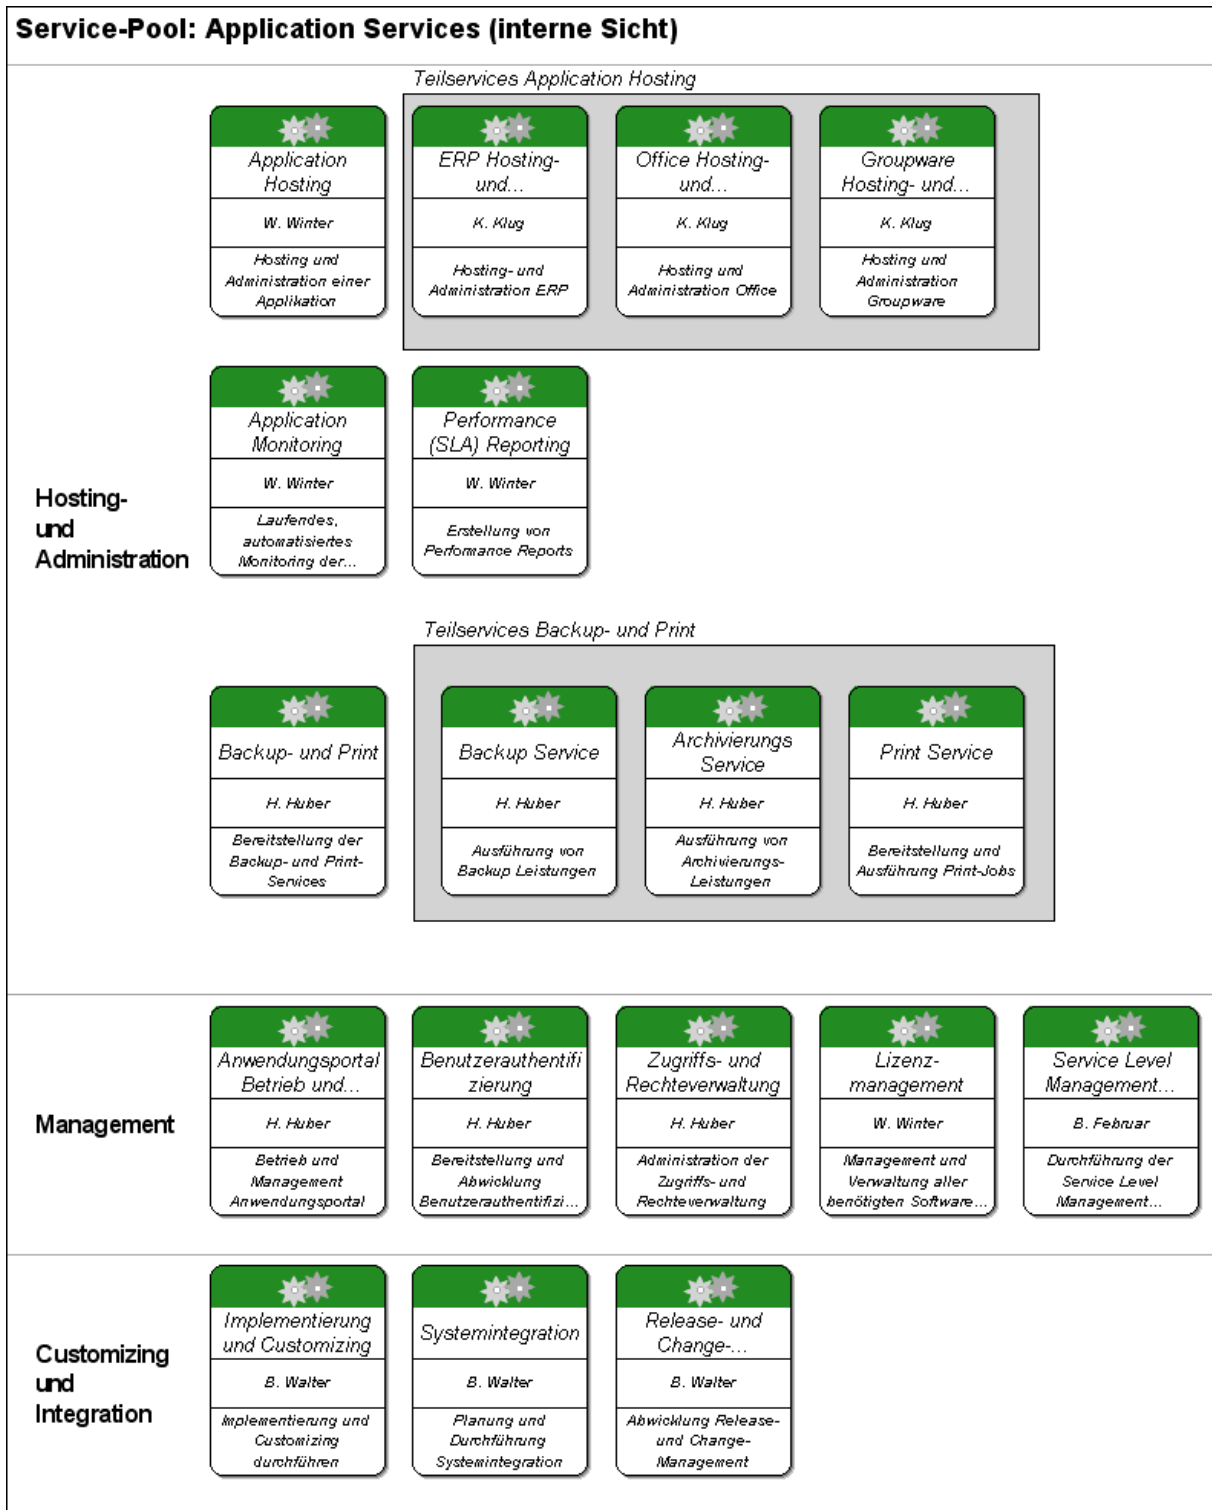 Service-Pool: Application Services (interne Sicht)
Teilservices Application Hosting
Application
Hosting
W. Winter
Hosting und
Administration einer
Applikation
ERP Hosting-
und...
K. Klug
Hosting- und
Administration ERP
Office Hosting-
und...
K. Klug
Hosting und
Administration Office
Groupware
Hosting- und...
K. Klug
Hosting und
Administration
Groupware
Hosting-
und
Administration
Application
Monitoring
W. Winter
Laufendes,
automatisiertes
Monitoring der...
Performance
(SLA) Reporting
W. Winter
Erstellung von
Performance Reports
Teilservices Backup- und Print
Backup- und Print
H. Huber
Bereitstellung der
Backup- und Print-
Services
Backup Service
H. Huber
Ausführung von
Backup Leistungen
Archivierungs
Service
H. Huber
Ausführung von
Archivierungs-
Leistungen
Print Service
H. Huber
Bereitstellung und
Ausführung Print-Jobs
Management
Anwendungsportal
Betrieb und...
H. Huber
Betrieb und
Management
Anwendungsportal
Benutzerauthentifi
zierung
H. Huber
Bereitstellung und
Abwicklung
Benutzerauthentifizi...
Zugriffs- und
Rechteverwaltung
H. Huber
Administration der
Zugriffs- und
Rechteverwaltung
Lizenz-
management
W. Winter
Management und
Verwaltung aller
benötigten Software...
Service Level
Management...
B. Februar
Durchführung der
Service Level
Management...
Customizing
und
Integration
Implementierung
und Customizing
B. Walter
Implementierung und
Customizing
durchführen
Systemintegration
B. Walter
Planung und
Durchführung
Systemintegration
Release- und
Change-...
B. Walter
Abwicklung Release-
und Change-
Management